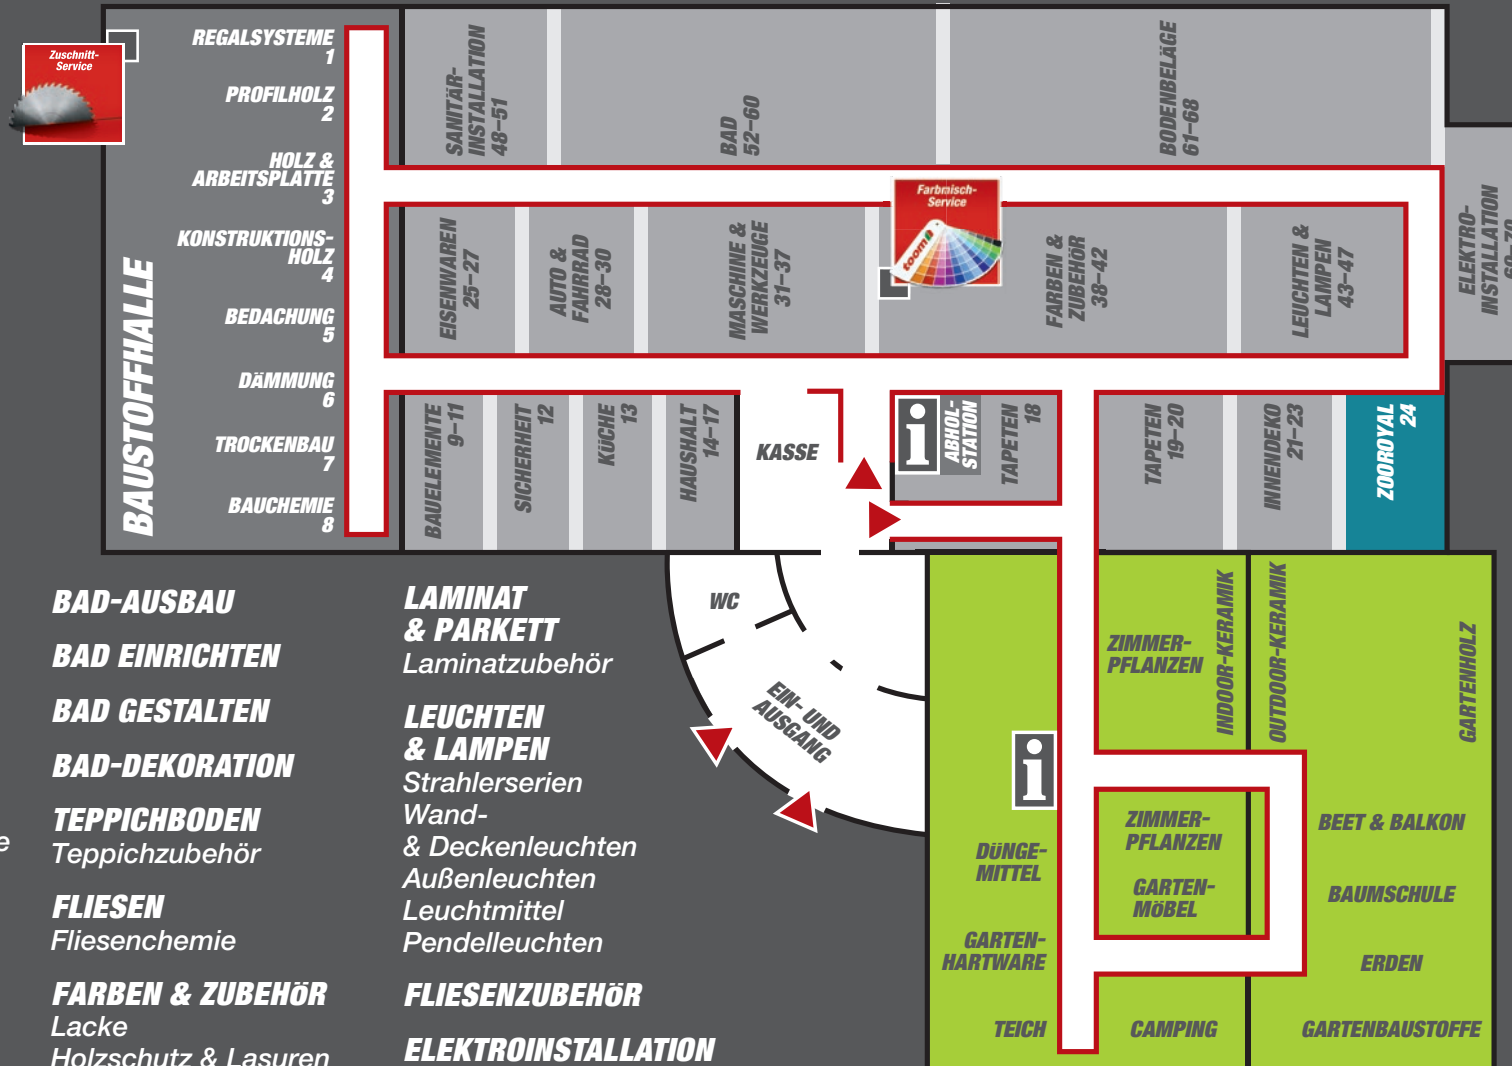 Zuschnitt-
Service
REGALSYSTEME
1
PROFILHOLZ
2
HOLZ &
ARBEITSPLATTE
3
KONSTRUKTIONS-
HOLZ
4
BEDACHUNG
5
DÄMMUNG
6
TROCKENBAU
7
BAUCHEMIE
8
BAUSTOFFHALLE
SANITÄR-
INSTALLATION
48–51
BAD
52–60
BODENBELÄGE
61–68
EISENWAREN
25–27
AUTO &
FAHRRAD
28–30
MASCHINE &
WERKZEUGE
31–37
Farbmisch-
Service
toom
FARBEN &
ZUBEHÖR
38–42
LEUCHTEN &
LAMPEN
43–47
ELEKTRO-
INSTALLATION
BAUELEMENTE
9–11
SICHERHEIT
12
KÜCHE
13
HAUSHALT
14–17
KASSE
i
ABHOL-
STATION
TAPETEN
18
TAPETEN
19–20
INNENDEKO
21–23
ZOOROYAL
24
WC
EIN- UND
AUSGANG
ZIMMER-
PFLANZEN
INDOOR-KERAMIK
OUTDOOR-KERAMIK
GARTENHOLZ
i
DÜNGE-
MITTEL
ZIMMER-
PFLANZEN
GARTEN-
MÖBEL
BEET & BALKON
BAUMSCHULE
GARTEN-
HARTWARE
ERDEN
TEICH
CAMPING
GARTENBAUSTOFFE
e
BAD-AUSBAU
BAD EINRICHTEN
BAD GESTALTEN
BAD-DEKORATION
TEPPICHBODEN
Teppichzubehör
FLIESEN
Fliesenchemie
FARBEN & ZUBEHÖR
Lacke
Holzschutz & Lasuren
LAMINAT
& PARKETT
Laminatzubehör
LEUCHTEN
& LAMPEN
Strahlerserien
Wand-
& Deckenleuchten
Außenleuchten
Leuchtmittel
Pendelleuchten
FLIESENZUBEHÖR
ELEKTROINSTALLATION